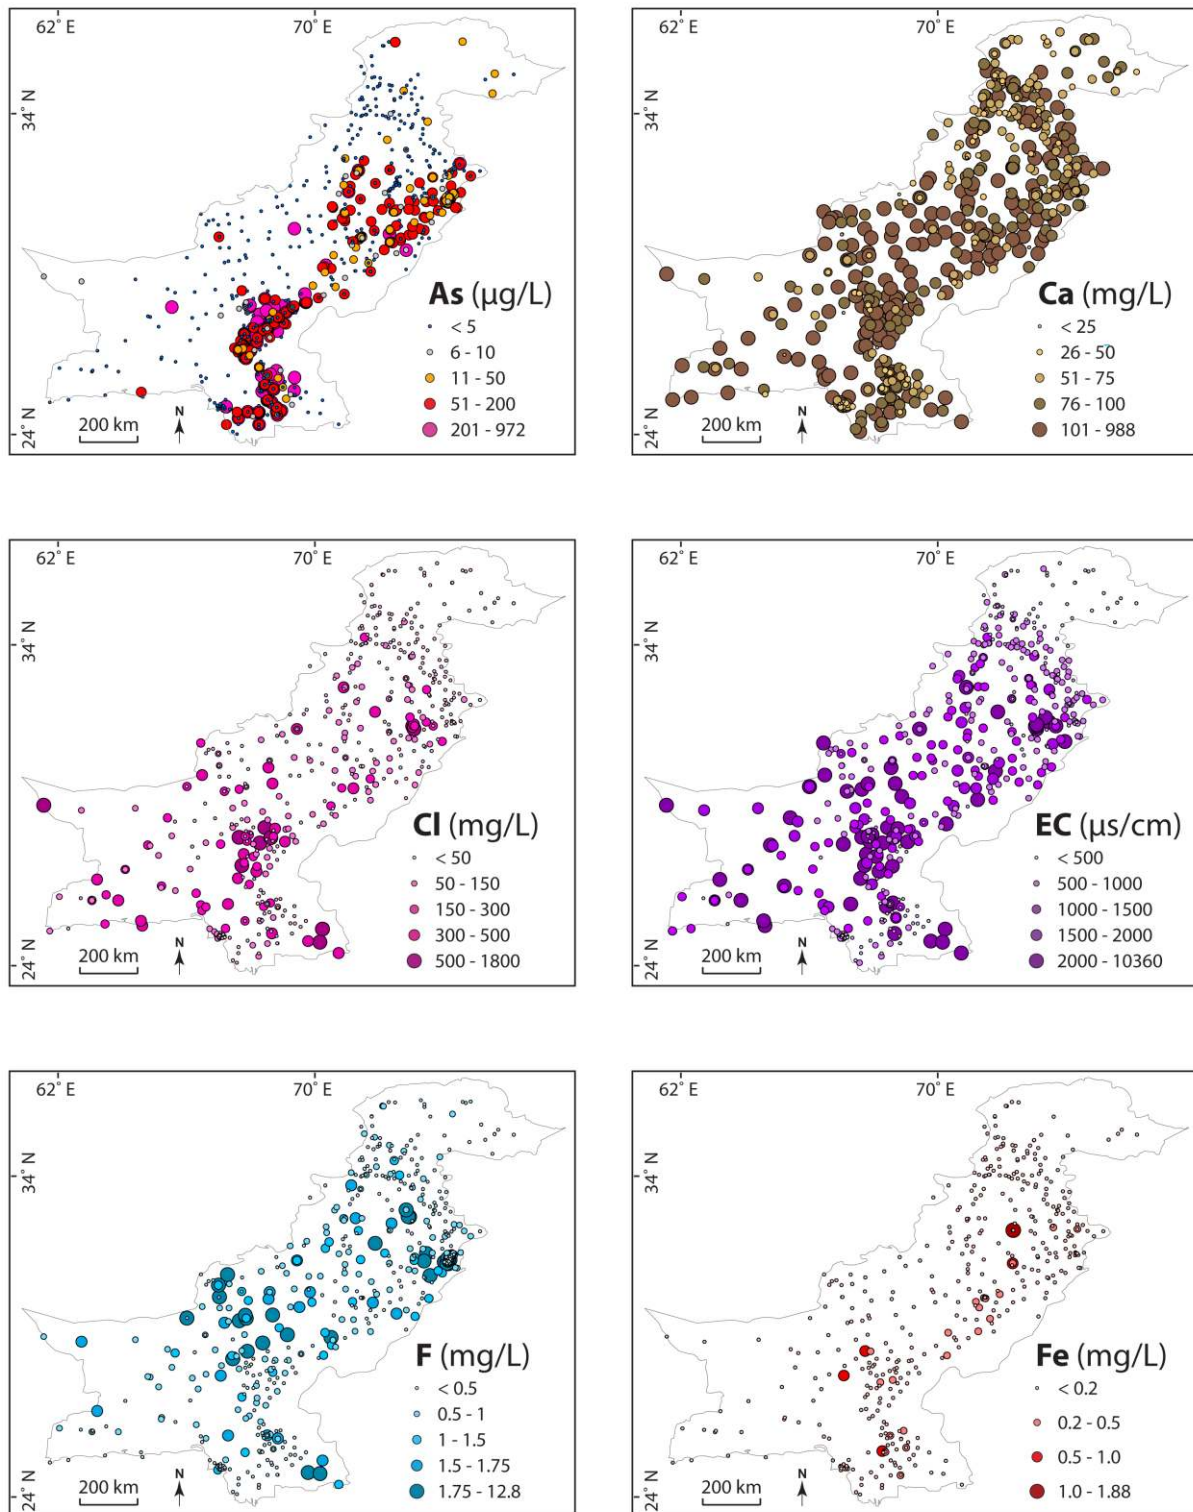 62° E
70° E
34° N
As (µg/L)
< 5
6 - 10
11 - 50
51 - 200
201 - 972
24° N
200 km
N
62° E
70° E
34° N
Ca (mg/L)
< 25
26 - 50
51 - 75
76 - 100
101 - 988
24° N
200 km
N
62° E
70° E
34° N
Cl (mg/L)
< 50
50 - 150
150 - 300
300 - 500
500 - 1800
24° N
200 km
N
62° E
70° E
34° N
EC (µs/cm)
< 500
500 - 1000
1000 - 1500
1500 - 2000
2000 - 10360
24° N
200 km
N
62° E
70° E
34° N
F (mg/L)
< 0.5
0.5 - 1
1 - 1.5
1.5 - 1.75
1.75 - 12.8
24° N
200 km
N
62° E
70° E
34° N
Fe (mg/L)
< 0.2
0.2 - 0.5
0.5 - 1.0
1.0 - 1.88
24° N
200 km
N